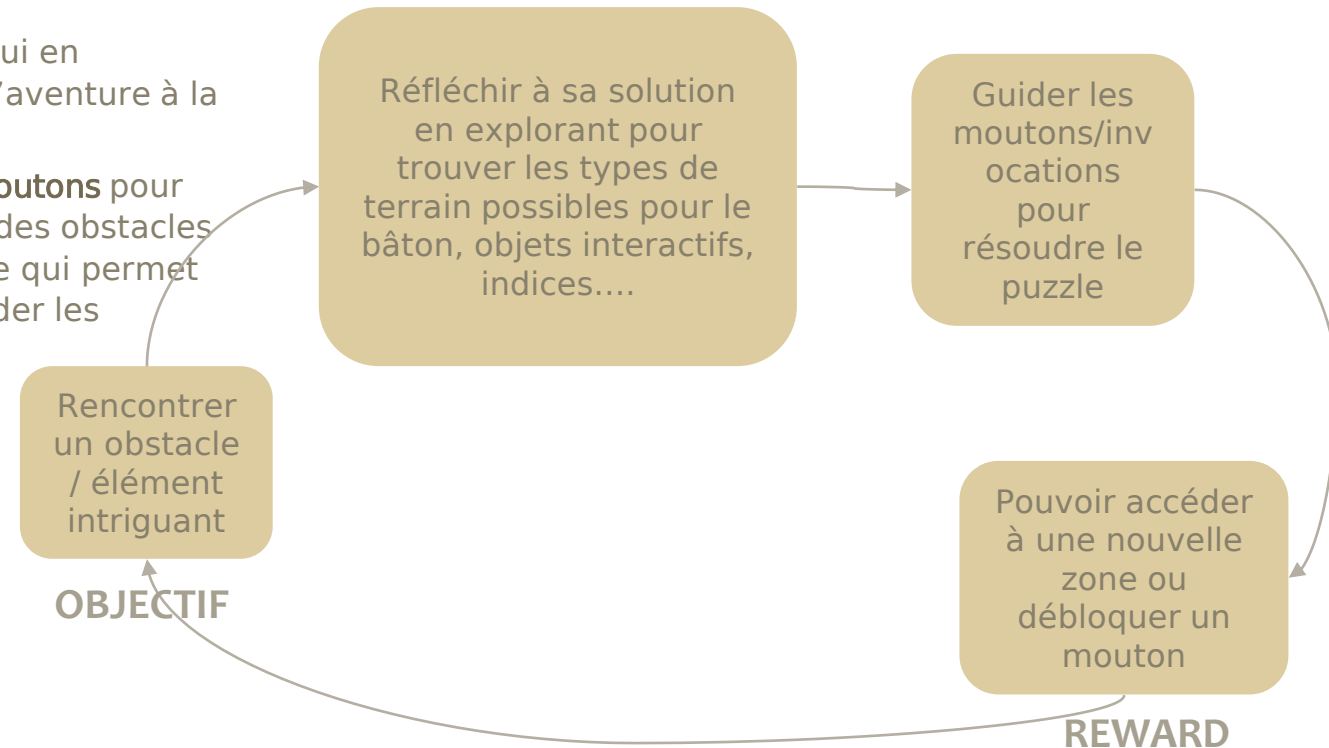 ui en
'aventure à la
outons pour
des obstacles
e qui permet
der les
Réfléchir à sa solution
en explorant pour
trouver les types de
terrain possibles pour le
bâton, objets interactifs,
indices....
Guider les
moutons/inv
ocations
pour
résoudre le
puzzle
Rencontrer
un obstacle
/ élément
intriguant
OBJECTIF
Pouvoir accéder
à une nouvelle
zone ou
débloquer un
mouton
REWARD